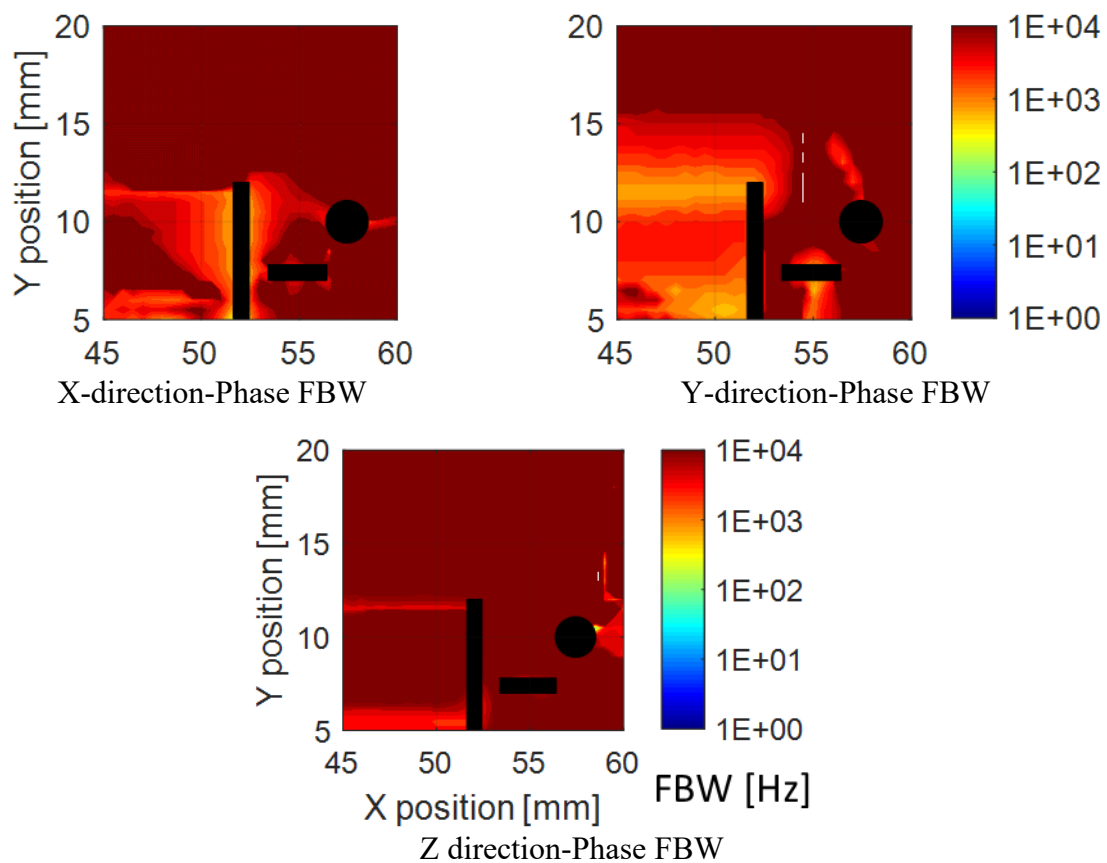 20
15
10
5
Y position [mm]
45 50 55 60
X-direction-Phase FBW
20
15
10
5
45 50 55 60
Y-direction-Phase FBW
1E+04
1E+03
1E+02
1E+01
1E+00
20
15
10
5
Y position [mm]
45 50 55 60
X position [mm]
1E+04
1E+03
1E+02
1E+01
1E+00
FBW [Hz]
Z direction-Phase FBW